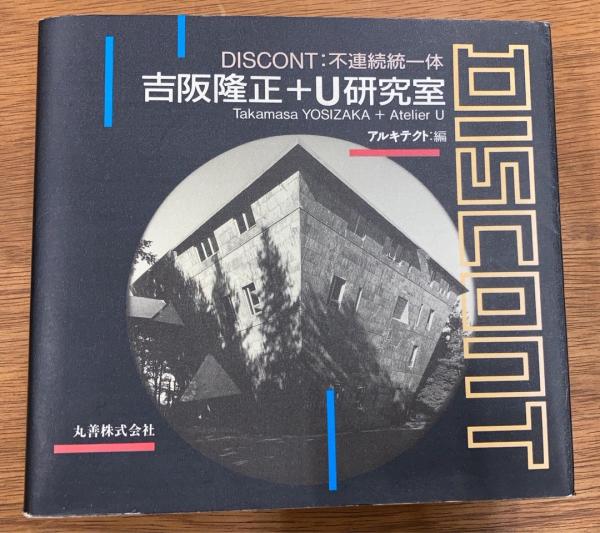 DISCONT:不連続統一体
吉阪隆正+U研究室
Takamasa YOSIZAKA + Atelier U
アルキテクト:編
DISCONT
丸善株式会社